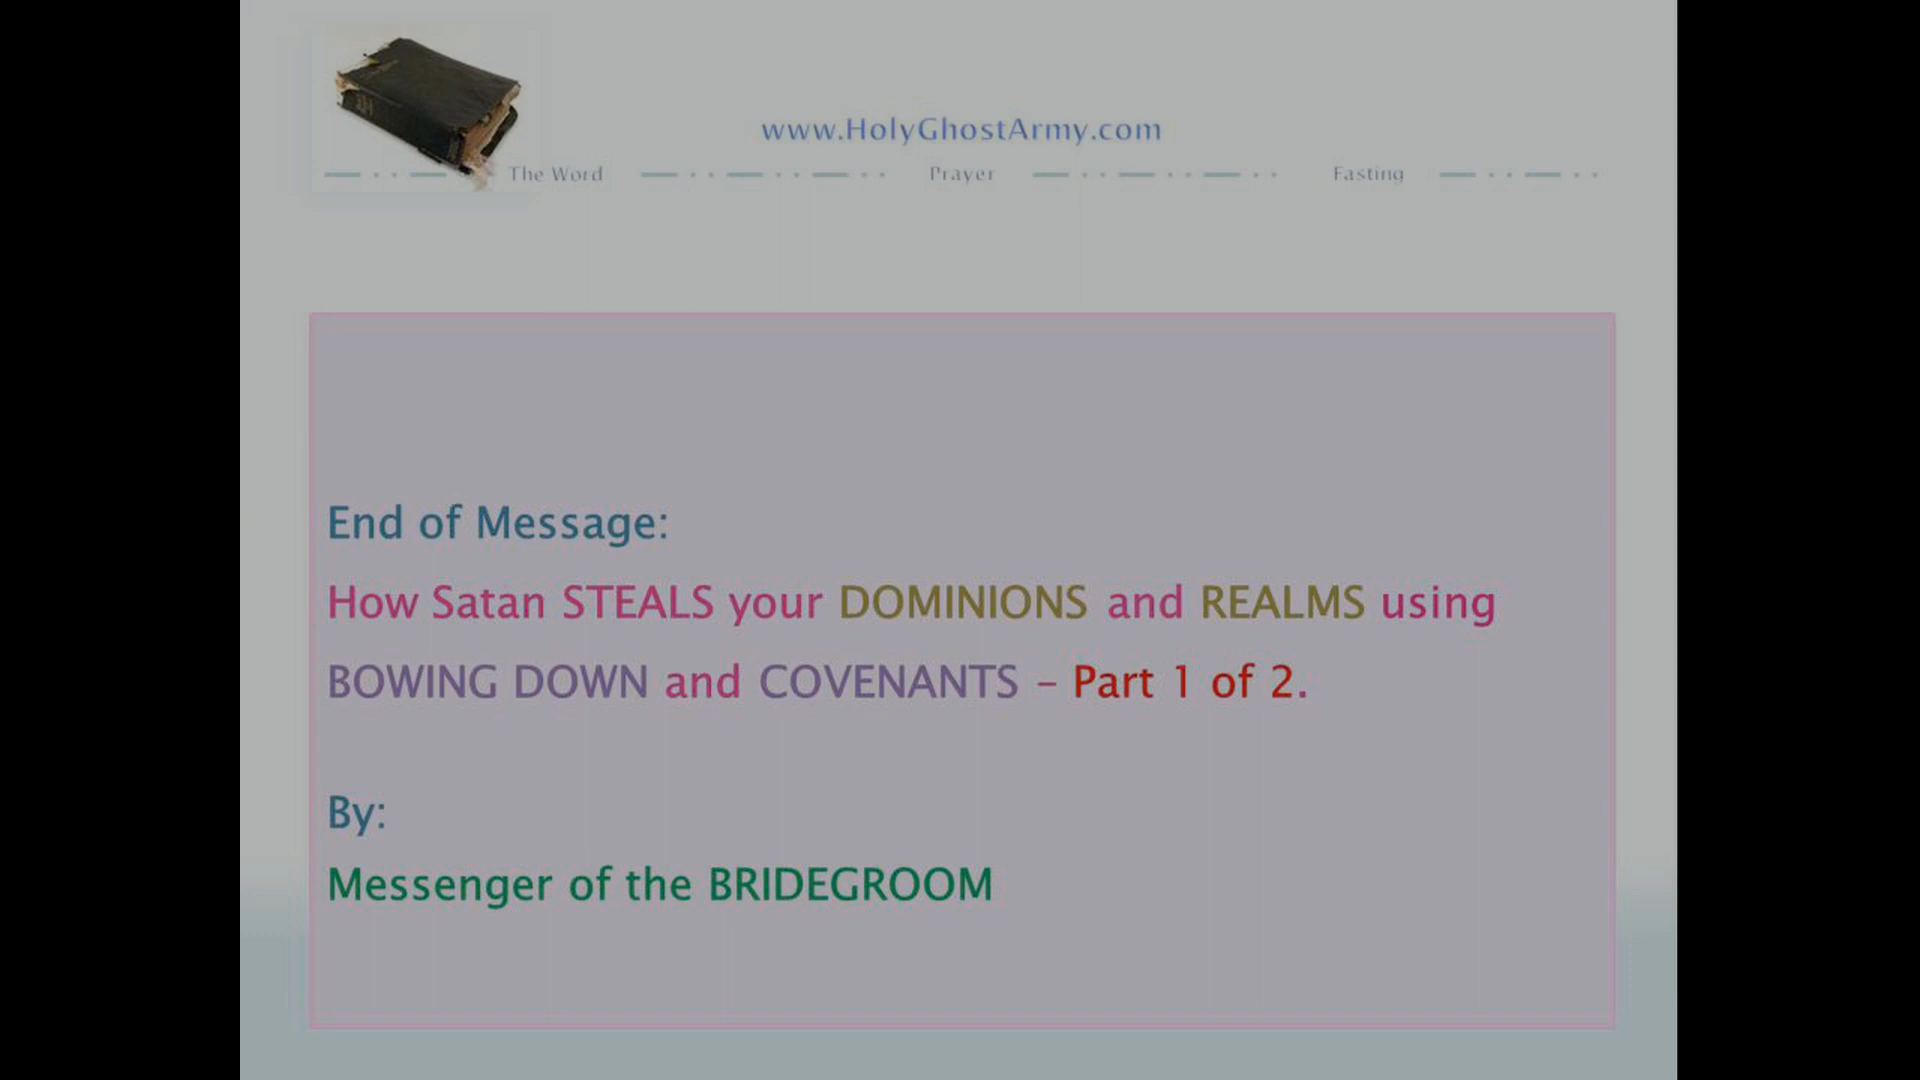 www.HolyGhostArmy.com
The Word Prayer Fasting
End of Message:
How Satan STEALS your DOMINIONS and REALMS using
BOWING DOWN and COVENANTS – Part 1 of 2.
By:
Messenger of the BRIDEGROOM